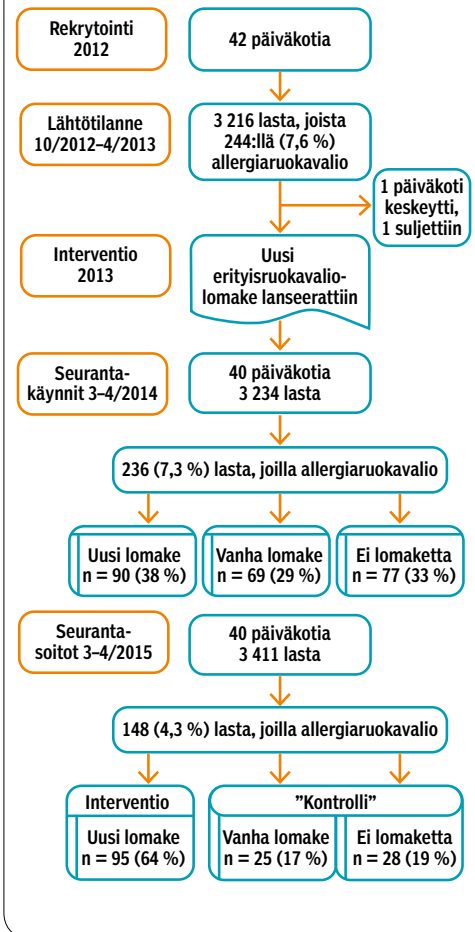 Rekrytointi
2012
42 päiväkotia
Lähtötilanne
10/2012–4/2013
3 216 lasta, joista
244:llä (7,6 %)
allergiaruokavalio
1 päiväkoti
keskeytti,
1 suljettiin
Interventio
2013
Uusi
erityisruokavalio-
lomake lanseerattiin
Seuranta-
käynnit 3–4/2014
40 päiväkotia
3 234 lasta
236 (7,3 %) lasta, joilla allergiaruokavalio
Uusi lomake
n = 90 (38 %)
Vanha lomake
n = 69 (29 %)
Ei lomaketta
n = 77 (33 %)
Seuranta-
soitot 3–4/2015
40 päiväkotia
3 411 lasta
148 (4,3 %) lasta, joilla allergiaruokavalio
Interventio
Uusi lomake
n = 95 (64 %)
”Kontrolli”
Vanha lomake
n = 25 (17 %)
Ei lomaketta
n = 28 (19 %)